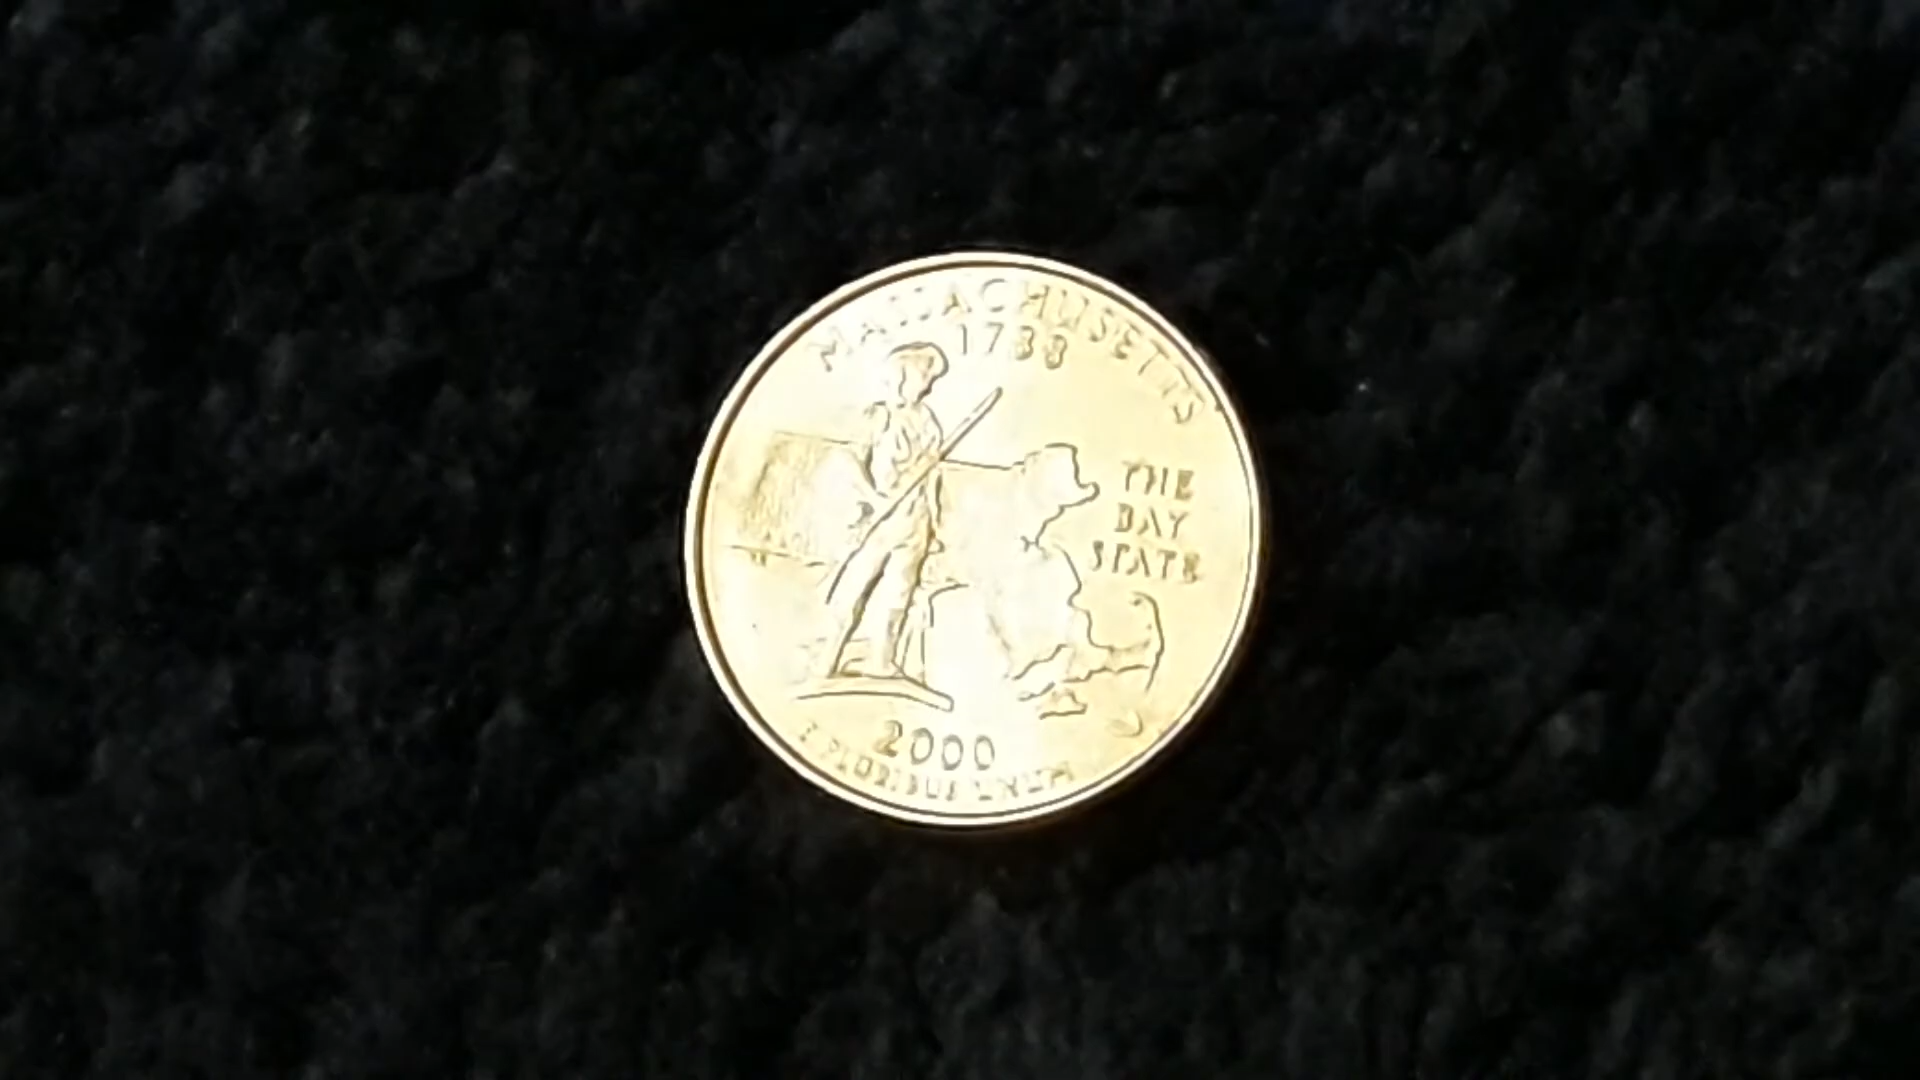 MASSACHUSETTS
1788
THE
BAY
STATE
2000
E PLURIBUS UNUM